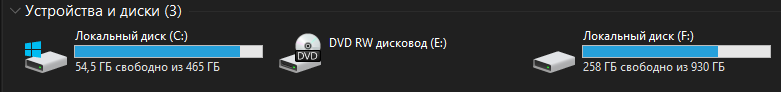 Устройства и диски (3)
Локальный диск (C:)
54,5 ГБ свободно из 465 ГБ
DVD RW дисковод (E:)
DVD
Локальный диск (F:)
258 ГБ свободно из 930 ГБ